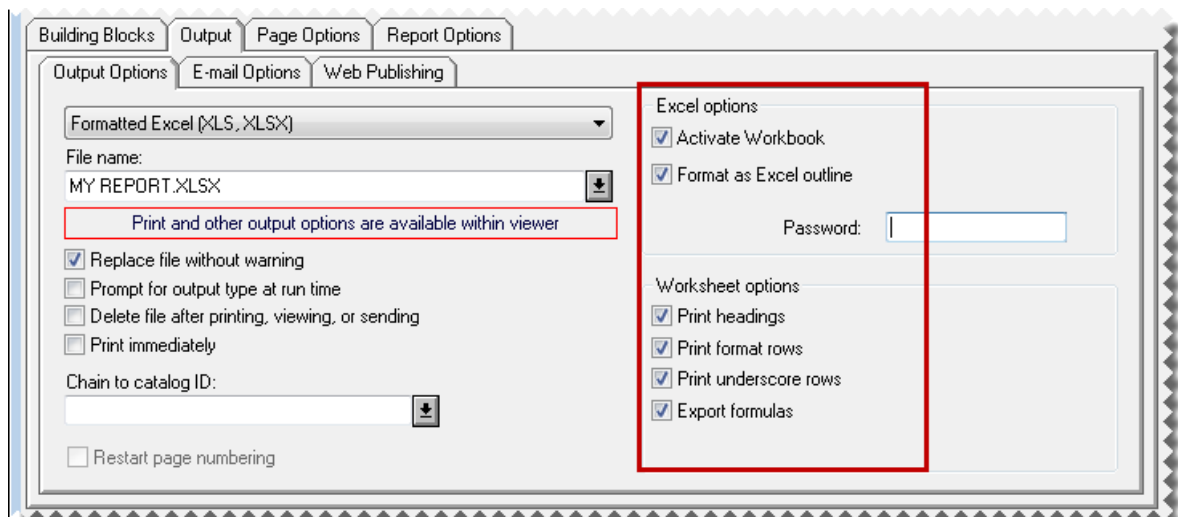 Building Blocks
Output
Page Options
Report Options
Output Options
E-mail Options
Web Publishing
Formatted Excel (XLS, XLSX)
File name:
MY REPORT.XLSX
Print and other output options are available within viewer
Replace file without warning
Prompt for output type at run time
Delete file after printing, viewing, or sending
Print immediately
Chain to catalog ID:
Restart page numbering
Excel options
Activate Workbook
Format as Excel outline
Password:
Worksheet options
Print headings
Print format rows
Print underscore rows
Export formulas